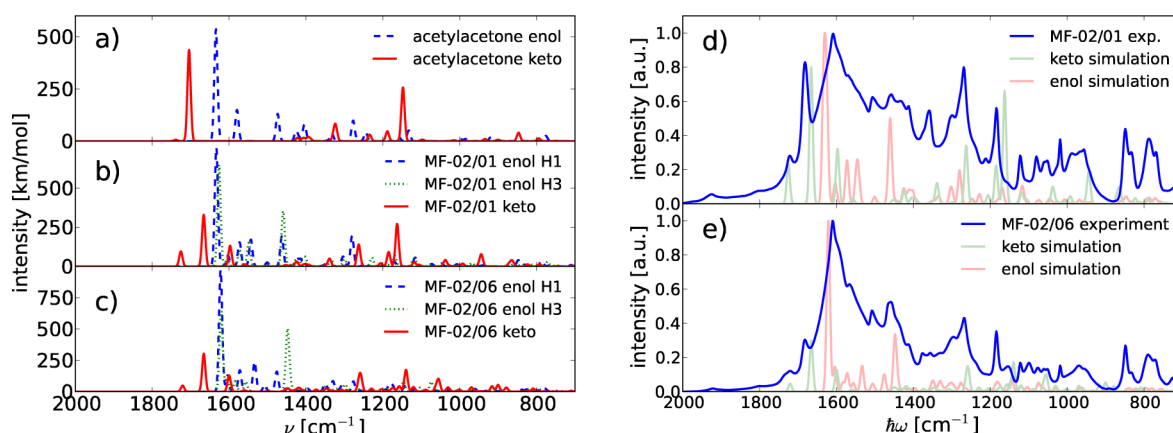 a)
acetylacetone enol
acetylacetone keto
500
250
0
b)
MF-02/01 enol H1
MF-02/01 enol H3
MF-02/01 keto
750
500
250
0
c)
MF-02/06 enol H1
MF-02/06 enol H3
MF-02/06 keto
750
500
250
0
intensity [km/mol]
2000 1800 1600 1400 1200 1000 800
ν [cm⁻¹]
d)
MF-02/01 exp.
keto simulation
enol simulation
1.0
0.8
0.6
0.4
0.2
0.0
intensity [a.u.]
e)
MF-02/06 experiment
keto simulation
enol simulation
1.0
0.8
0.6
0.4
0.2
0.0
intensity [a.u.]
2000 1800 1600 1400 1200 1000 800
ħω [cm⁻¹]